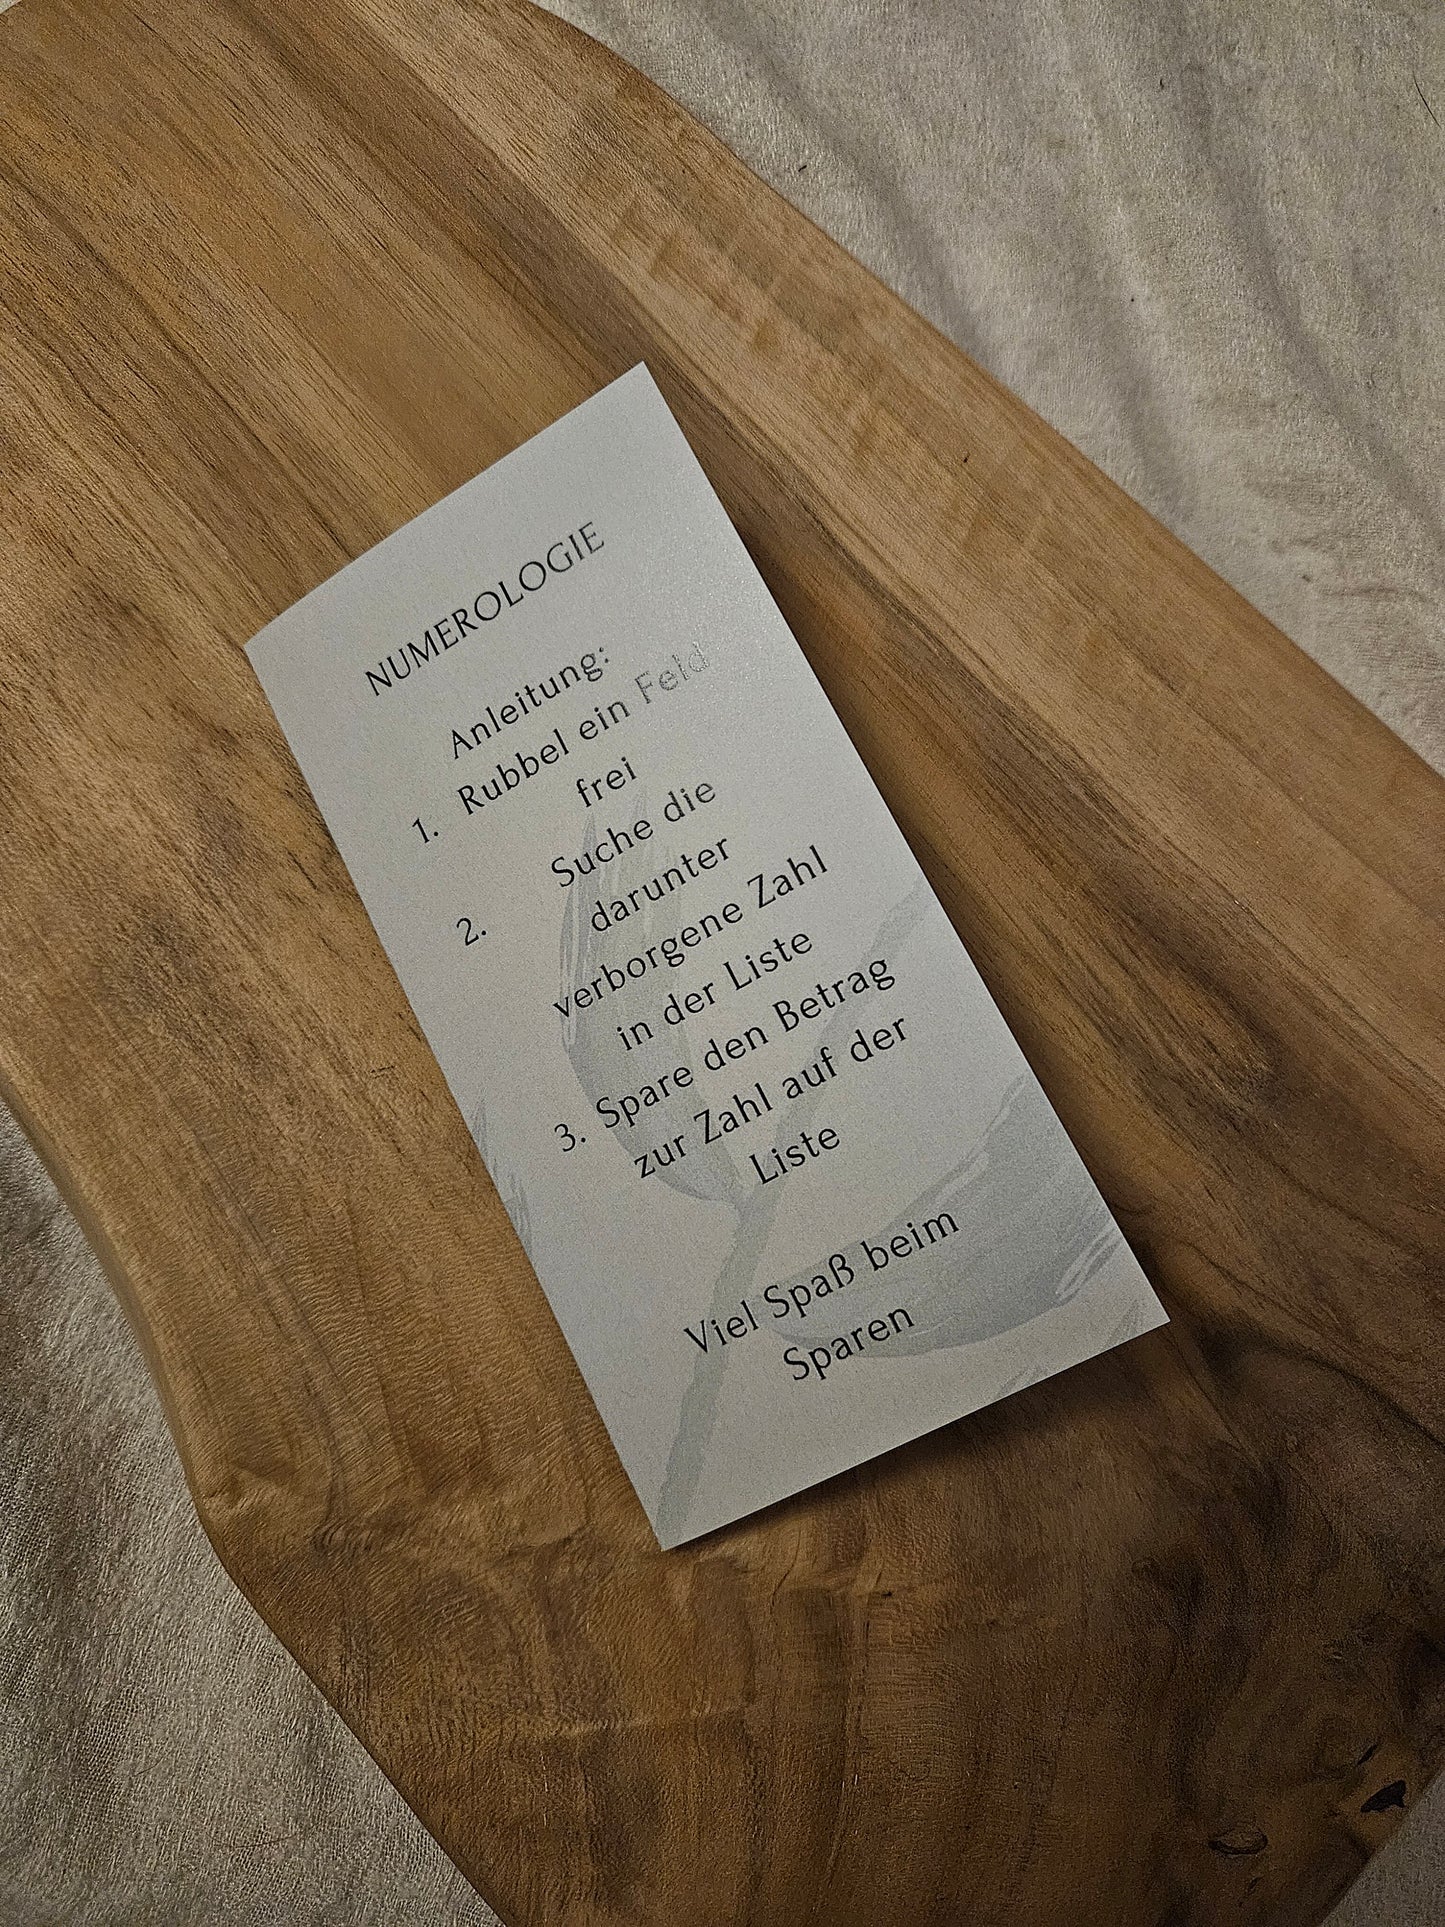 NUMEROLOGIE
Anleitung:
1. Rubbel ein Feld
frei
2. Suche die
darunter
verborgene Zahl
in der Liste
3. Spare den Betrag
zur Zahl auf der
Liste
Viel Spaß beim
Sparen